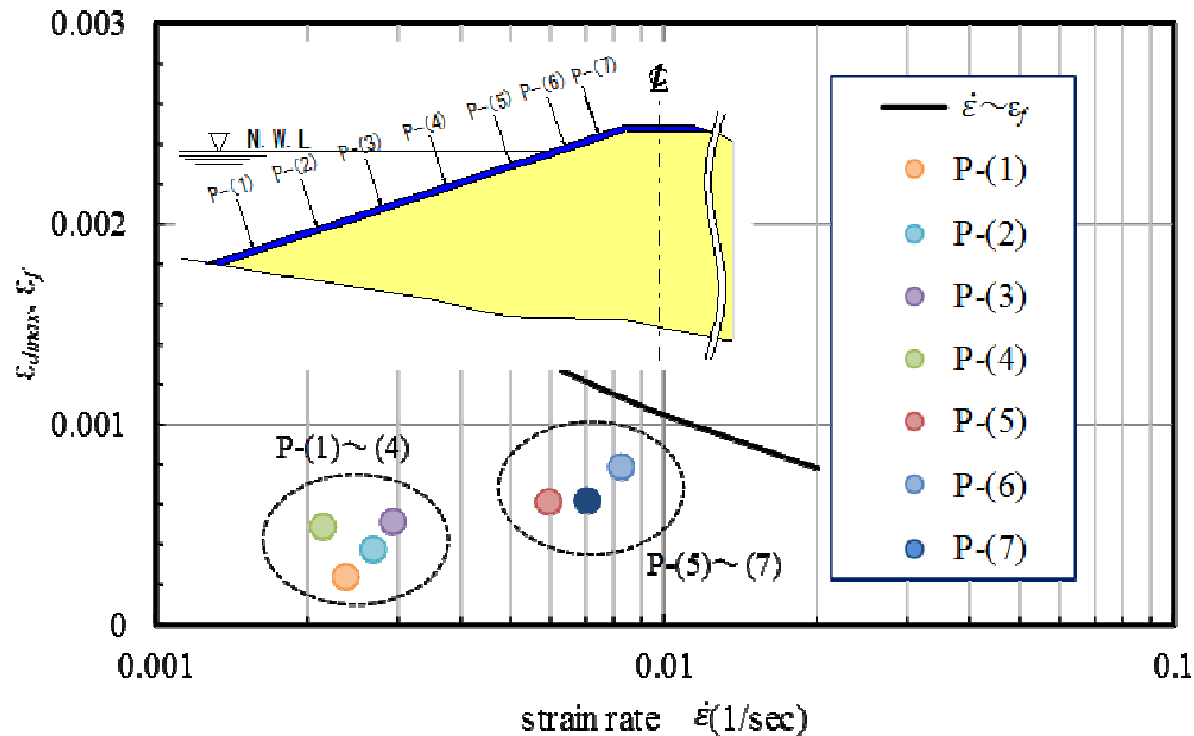 0.003
0.002
0.001
0
εdmax, εf
0.001
0.01
0.1
strain rate ε̇(1/sec)
N. W. L
P-(1)
P-(2)
P-(3)
P-(4)
P-(5)
P-(6)
P-(7)
℄
P-(1)～(4)
P-(5)～(7)
ε̇～εf
P-(1)
P-(2)
P-(3)
P-(4)
P-(5)
P-(6)
P-(7)